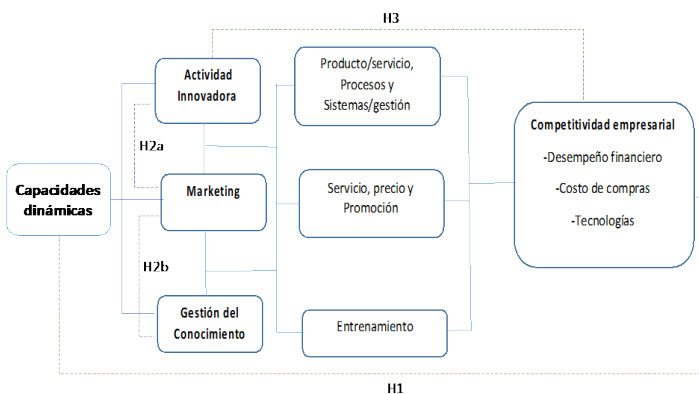 H3
Actividad
Innovadora
Producto/servicio,
Procesos y
Sistemas/gestión
Competitividad empresarial
-Desempeño financiero
-Costo de compras
-Tecnologías
H2a
Capacidades
dinámicas
Marketing
Servicio, precio y
Promoción
H2b
Gestión del
Conocimiento
Entrenamiento
H1